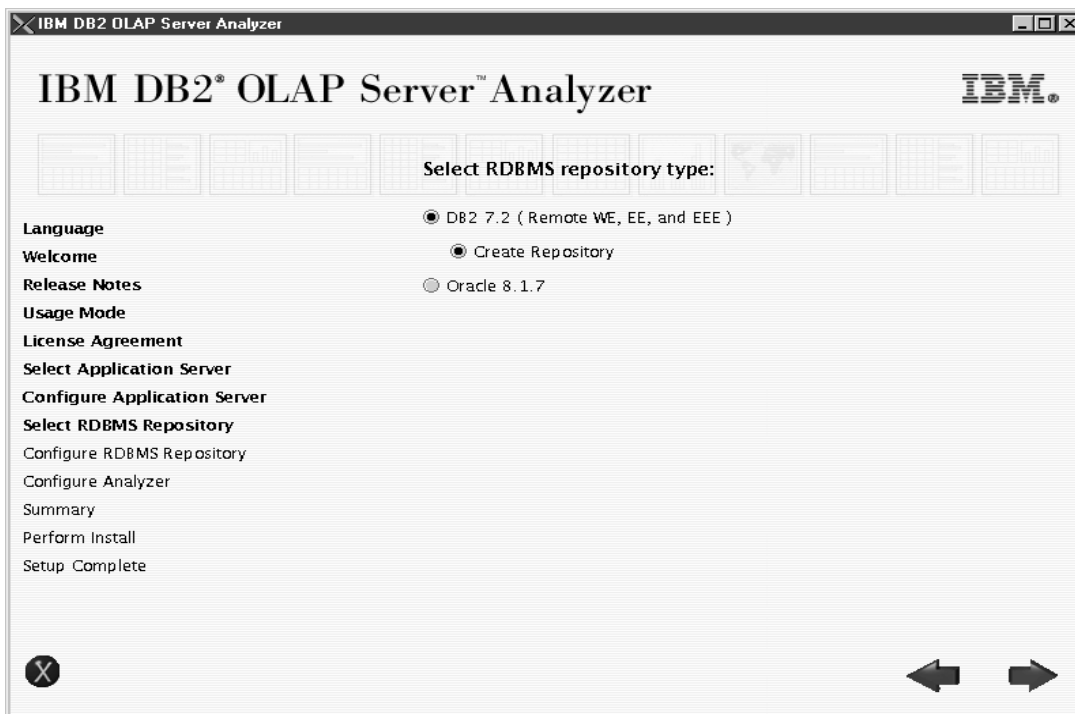 IBM DB2 OLAP Server Analyzer
IBM DB2® OLAP Server™ Analyzer
IBM®
Select RDBMS repository type:
DB2 7.2 ( Remote WE, EE, and EEE )
Create Repository
Oracle 8.1.7
Language
Welcome
Release Notes
Usage Mode
License Agreement
Select Application Server
Configure Application Server
Select RDBMS Repository
Configure RDBMS Repository
Configure Analyzer
Summary
Perform Install
Setup Complete